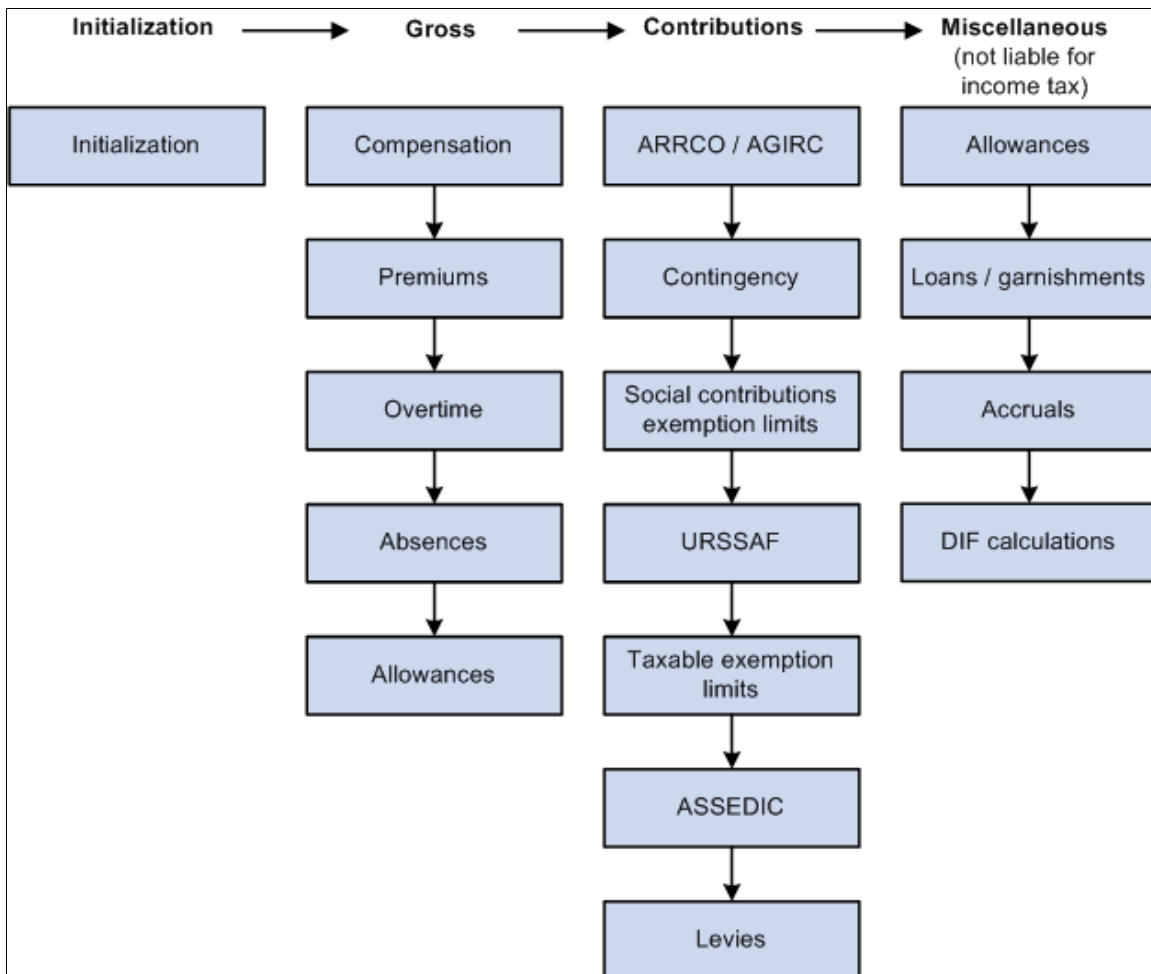 Initialization
Gross
Contributions
Miscellaneous
(not liable for
income tax)
Initialization
Compensation
Premiums
Overtime
Absences
Allowances
ARRCO / AGIRC
Contingency
Social contributions
exemption limits
URSSAF
Taxable exemption
limits
ASSEDIC
Levies
Allowances
Loans / garnishments
Accruals
DIF calculations